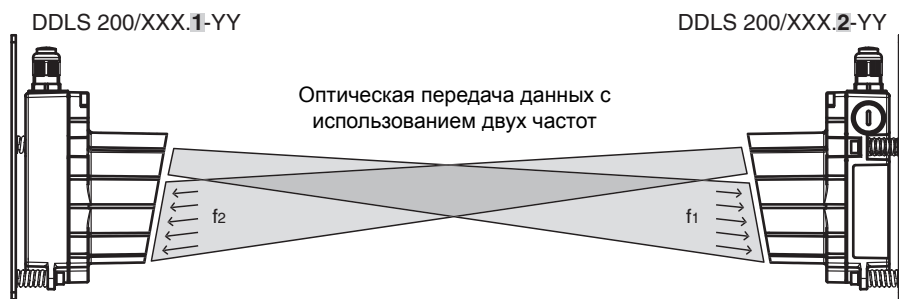 DDLS 200/XXX.1-YY
DDLS 200/XXX.2-YY
Оптическая передача данных с
использованием двух частот
f2
f1